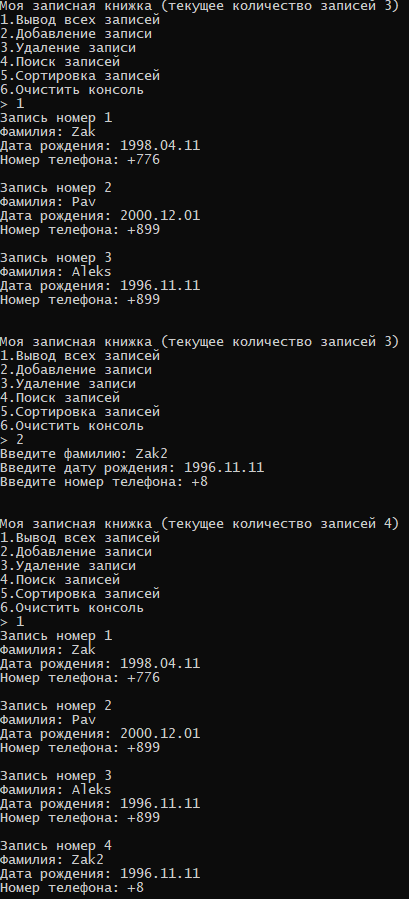 Моя записная книжка (текущее количество записей 3)
1.Вывод всех записей
2.Добавление записи
3.Удаление записи
4.Поиск записей
5.Сортировка записей
6.Очистить консоль
> 1
Запись номер 1
Фамилия: Zak
Дата рождения: 1998.04.11
Номер телефона: +776
Запись номер 2
Фамилия: Pav
Дата рождения: 2000.12.01
Номер телефона: +899
Запись номер 3
Фамилия: Aleks
Дата рождения: 1996.11.11
Номер телефона: +899
Моя записная книжка (текущее количество записей 3)
1.Вывод всех записей
2.Добавление записи
3.Удаление записи
4.Поиск записей
5.Сортировка записей
6.Очистить консоль
> 2
Введите фамилию: Zak2
Введите дату рождения: 1996.11.11
Введите номер телефона: +8
Моя записная книжка (текущее количество записей 4)
1.Вывод всех записей
2.Добавление записи
3.Удаление записи
4.Поиск записей
5.Сортировка записей
6.Очистить консоль
> 1
Запись номер 1
Фамилия: Zak
Дата рождения: 1998.04.11
Номер телефона: +776
Запись номер 2
Фамилия: Pav
Дата рождения: 2000.12.01
Номер телефона: +899
Запись номер 3
Фамилия: Aleks
Дата рождения: 1996.11.11
Номер телефона: +899
Запись номер 4
Фамилия: Zak2
Дата рождения: 1996.11.11
Номер телефона: +8